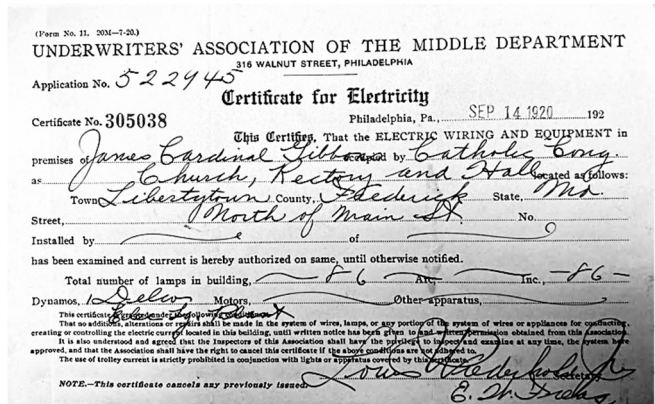 (Form No. 11. 20M—7-20.)
UNDERWRITERS' ASSOCIATION OF THE MIDDLE DEPARTMENT
316 WALNUT STREET, PHILADELPHIA
Application No. 522945
Certificate for Electricity
Certificate No. 305038 Philadelphia, Pa., SEP 14 1920 192
This Certifies, That the ELECTRIC WIRING AND EQUIPMENT in
premises of James Cardinal Gibbons occupied by Catholic Cong.
as Church, Rectory and Hall located as follows:
Town Libertytown County, Frederick State, Md.
Street, North of Main St. No.
Installed by of
has been examined and current is hereby authorized on same, until otherwise notified.
Total number of lamps in building, 86 Arc, Inc., 86
Dynamos, 1 Delco Motors, Other apparatus,
This certificate is issued under the following conditions:
That no additions, alterations or repairs shall be made in the system of wires, lamps, or any portion of the system of wires or appliances for conducting,
creating or controlling the electric current located in this building, until written notice has been given to and written permission obtained from this Association.
It is also understood and agreed that the Inspectors of this Association shall have the privilege to inspect and examine at any time, the system here
approved, and that the Association shall have the right to cancel this certificate if the above conditions are not adhered to.
The use of trolley current is strictly prohibited in conjunction with lights or apparatus covered by this certificate.
Louis Secretary
NOTE.—This certificate cancels any previously issued. E. W.